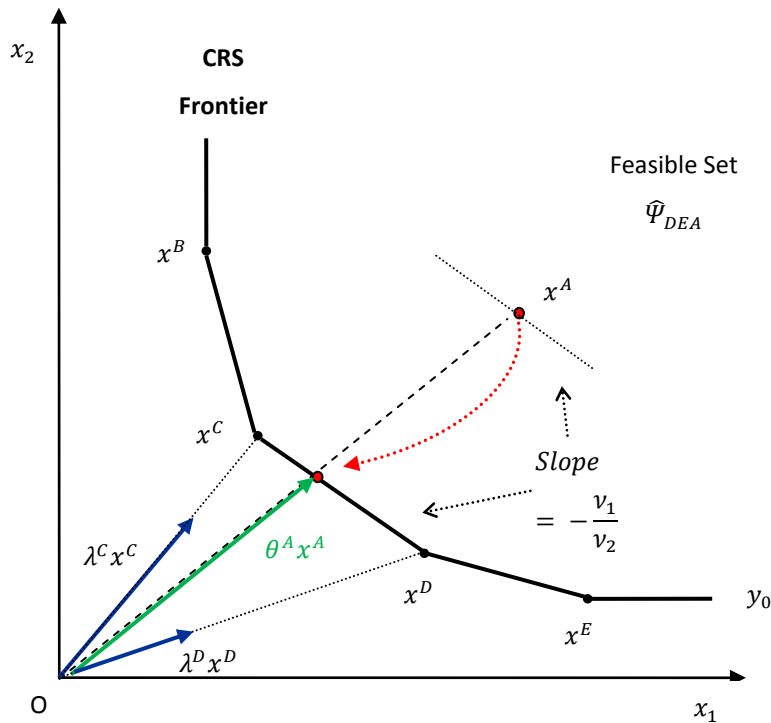 x₂
CRS
Frontier
Feasible Set
Ψ̂_DEA
x^B
x^A
x^C
Slope
= −ν₁/ν₂
λ^C x^C
θ^A x^A
x^D
y₀
x^E
λ^D x^D
O
x₁